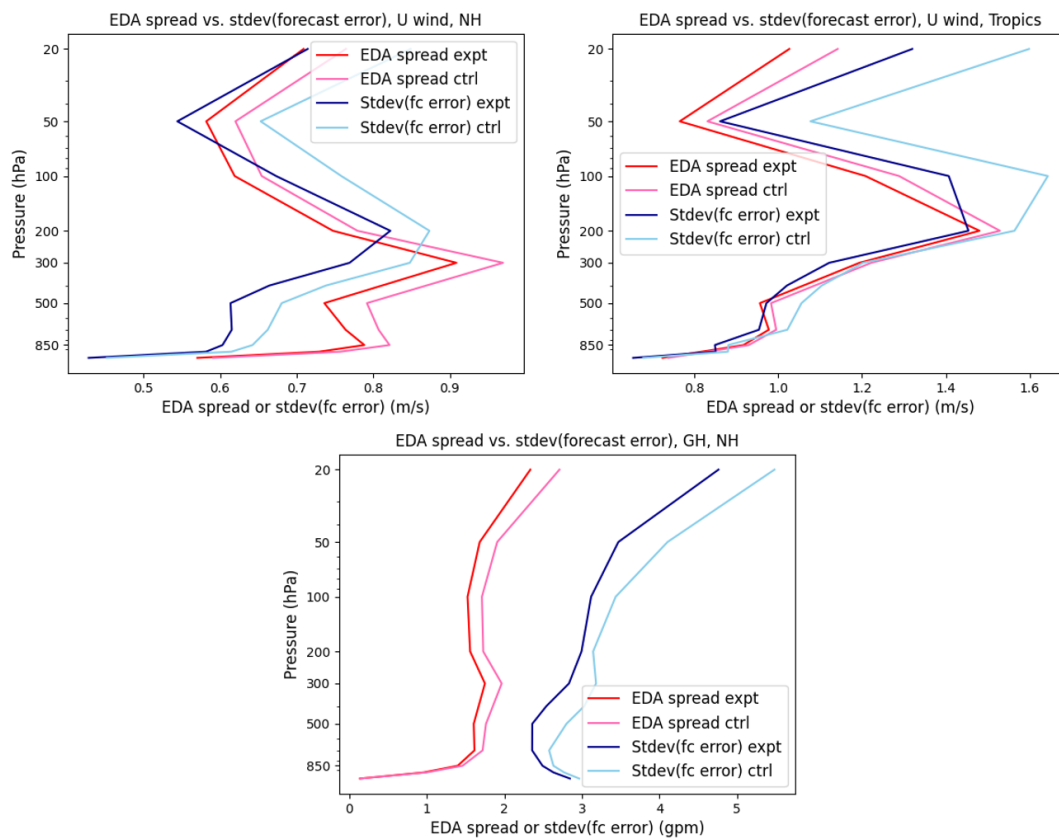 EDA spread vs. stdev(forecast error), U wind, NH
20
50
100
200
300
500
850
Pressure (hPa)
EDA spread expt
EDA spread ctrl
Stdev(fc error) expt
Stdev(fc error) ctrl
0.5 0.6 0.7 0.8 0.9
EDA spread or stdev(fc error) (m/s)
EDA spread vs. stdev(forecast error), U wind, Tropics
20
50
100
200
300
500
850
Pressure (hPa)
EDA spread expt
EDA spread ctrl
Stdev(fc error) expt
Stdev(fc error) ctrl
0.8 1.0 1.2 1.4 1.6
EDA spread or stdev(fc error) (m/s)
EDA spread vs. stdev(forecast error), GH, NH
20
50
100
200
300
500
850
Pressure (hPa)
EDA spread expt
EDA spread ctrl
Stdev(fc error) expt
Stdev(fc error) ctrl
0 1 2 3 4 5
EDA spread or stdev(fc error) (gpm)